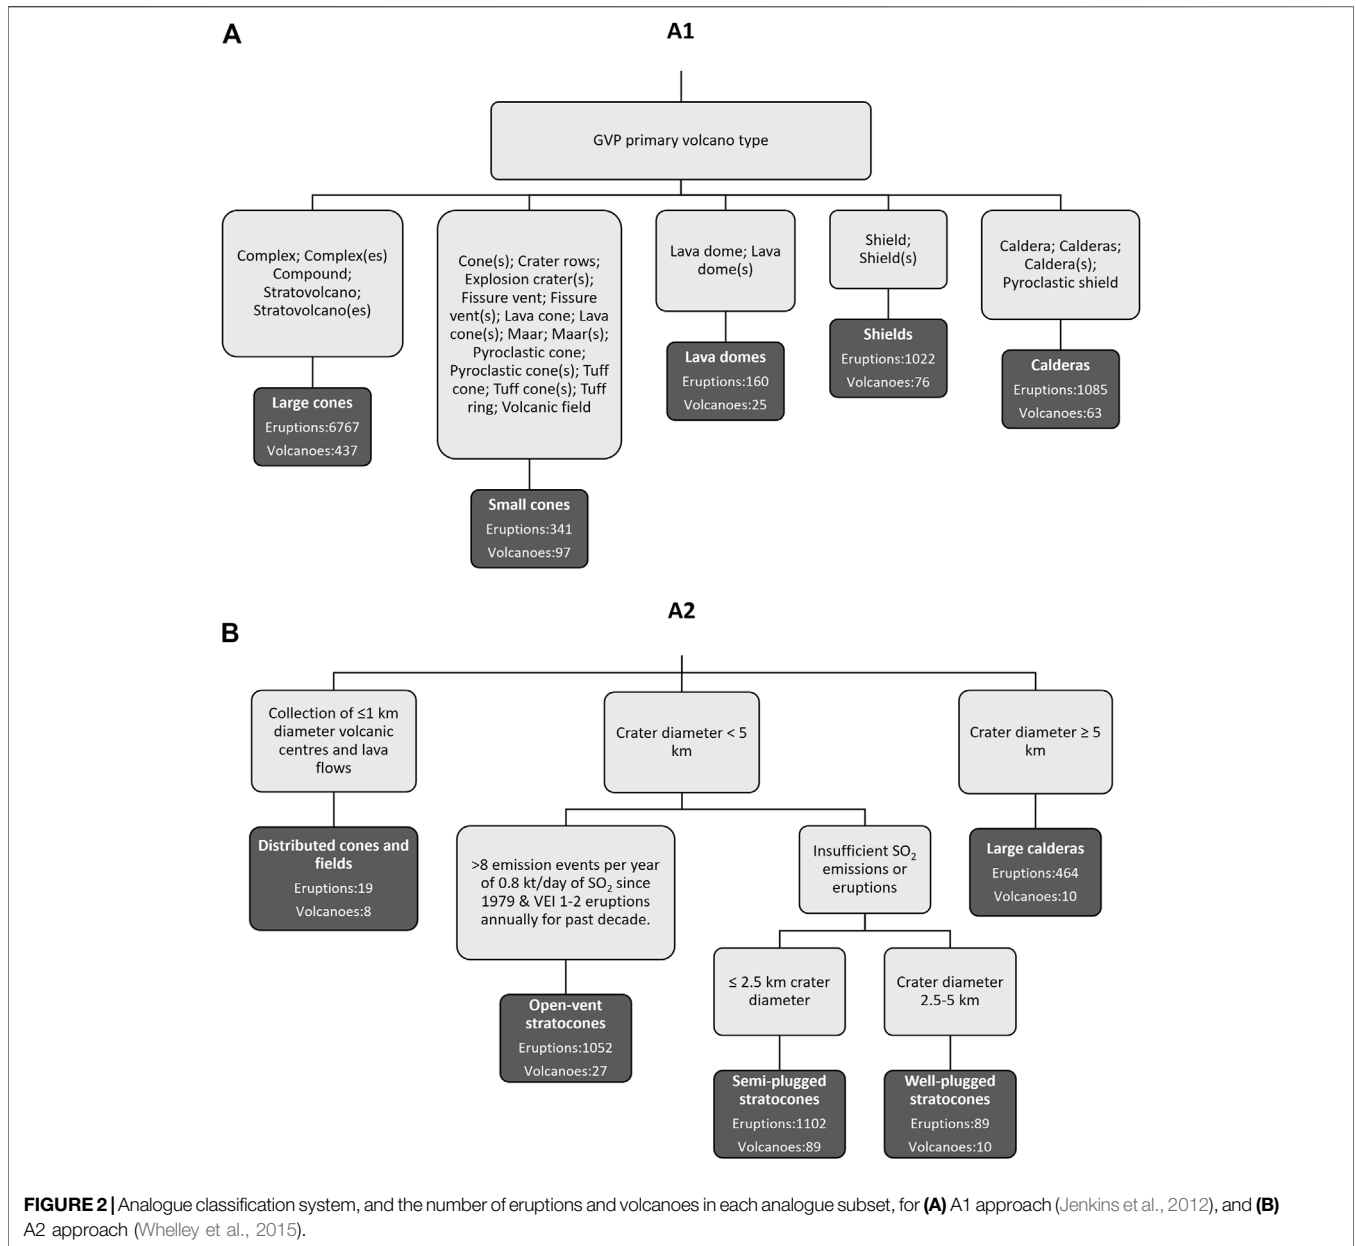 A
A1
GVP primary volcano type
Complex; Complex(es)
Compound;
Stratovolcano;
Stratovolcano(es)
Large cones
Eruptions:6767
Volcanoes:437
Cone(s); Crater rows;
Explosion crater(s);
Fissure vent; Fissure
vent(s); Lava cone; Lava
cone(s); Maar; Maar(s);
Pyroclastic cone;
Pyroclastic cone(s); Tuff
cone; Tuff cone(s); Tuff
ring; Volcanic field
Small cones
Eruptions:341
Volcanoes:97
Lava dome; Lava
dome(s)
Lava domes
Eruptions:160
Volcanoes:25
Shield;
Shield(s)
Shields
Eruptions:1022
Volcanoes:76
Caldera; Calderas;
Caldera(s);
Pyroclastic shield
Calderas
Eruptions:1085
Volcanoes:63
B
A2
Collection of ≤1 km
diameter volcanic
centres and lava
flows
Distributed cones and
fields
Eruptions:19
Volcanoes:8
Crater diameter < 5
km
>8 emission events per year
of 0.8 kt/day of SO₂ since
1979 & VEI 1-2 eruptions
annually for past decade.
Open-vent
stratocones
Eruptions:1052
Volcanoes:27
Insufficient SO₂
emissions or
eruptions
≤ 2.5 km crater
diameter
Semi-plugged
stratocones
Eruptions:1102
Volcanoes:89
Crater diameter
2.5-5 km
Well-plugged
stratocones
Eruptions:89
Volcanoes:10
Crater diameter ≥ 5
km
Large calderas
Eruptions:464
Volcanoes:10
FIGURE 2 | Analogue classification system, and the number of eruptions and volcanoes in each analogue subset, for (A) A1 approach (Jenkins et al., 2012), and (B)
A2 approach (Whelley et al., 2015).